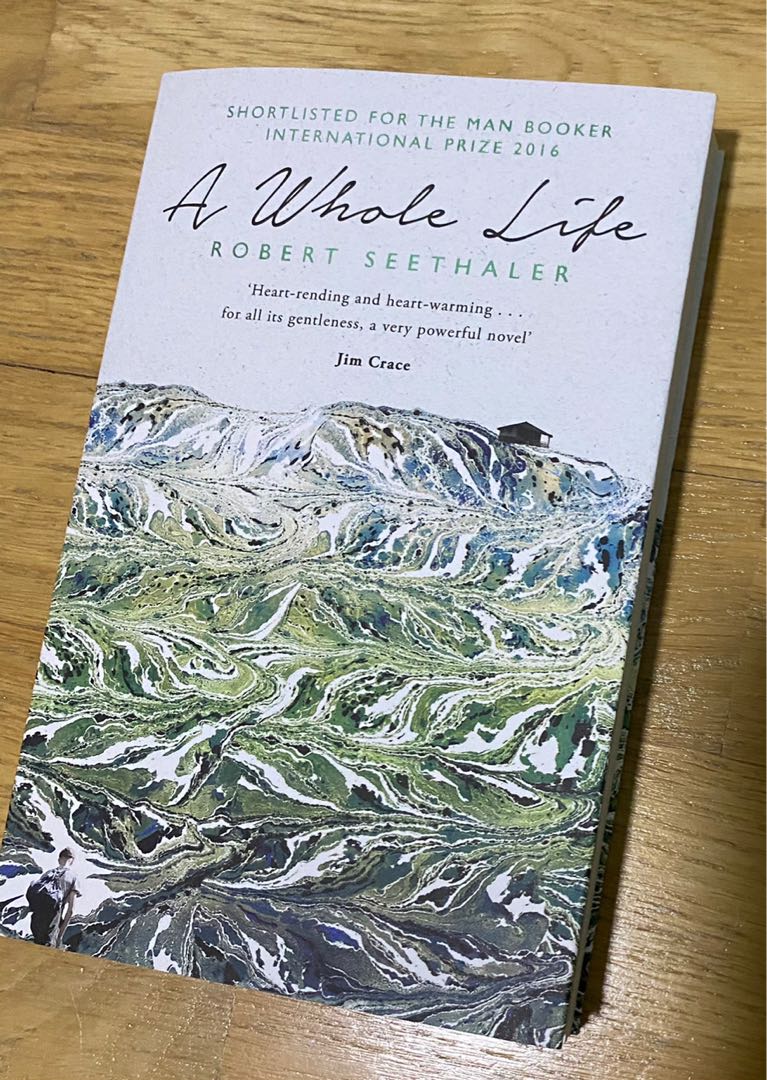 SHORTLISTED FOR THE MAN BOOKER
INTERNATIONAL PRIZE 2016
A Whole Life
ROBERT SEETHALER
‘Heart-rending and heart-warming . . .
for all its gentleness, a very powerful novel’
Jim Crace